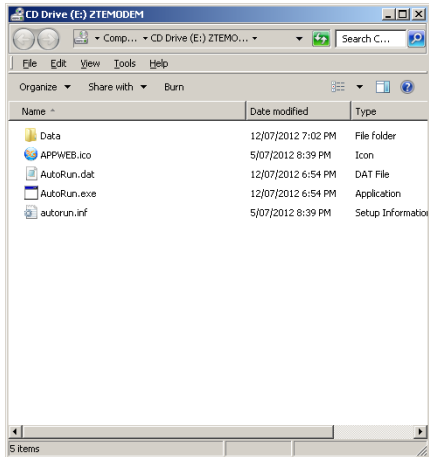 CD Drive (E:) ZTEMODEM
Comp... CD Drive (E:) ZTEMO... Search C...
File Edit View Tools Help
Organize Share with Burn
Name Date modified Type
Data 12/07/2012 7:02 PM File folder
APPWEB.ico 5/07/2012 8:39 PM Icon
AutoRun.dat 12/07/2012 6:54 PM DAT File
AutoRun.exe 12/07/2012 6:54 PM Application
autorun.inf 5/07/2012 8:39 PM Setup Information
5 items